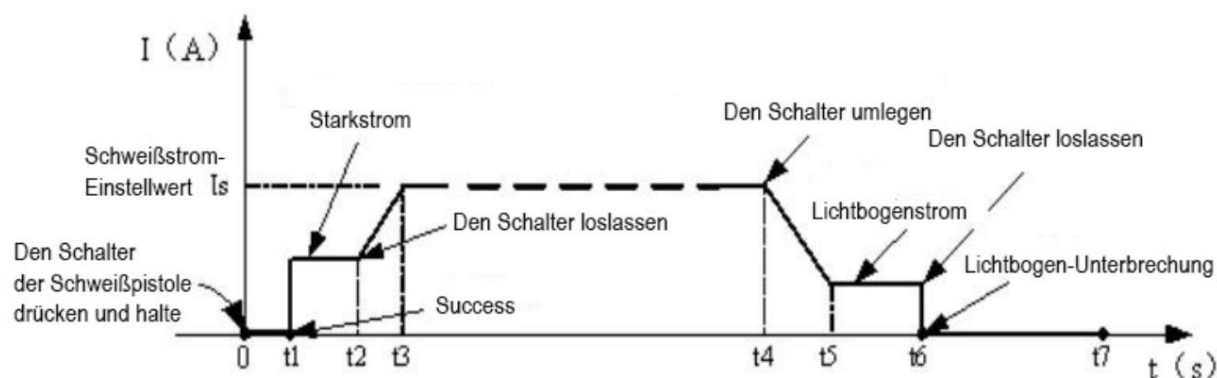 I (A)
Starkstrom
Den Schalter umlegen
Den Schalter loslassen
Schweißstrom-
Einstellwert Is
Lichtbogenstrom
Den Schalter loslassen
Den Schalter
der Schweißpistole
drücken und halte
Lichtbogen-Unterbrechung
Success
0 t1 t2 t3 t4 t5 t6 t7
t (s)